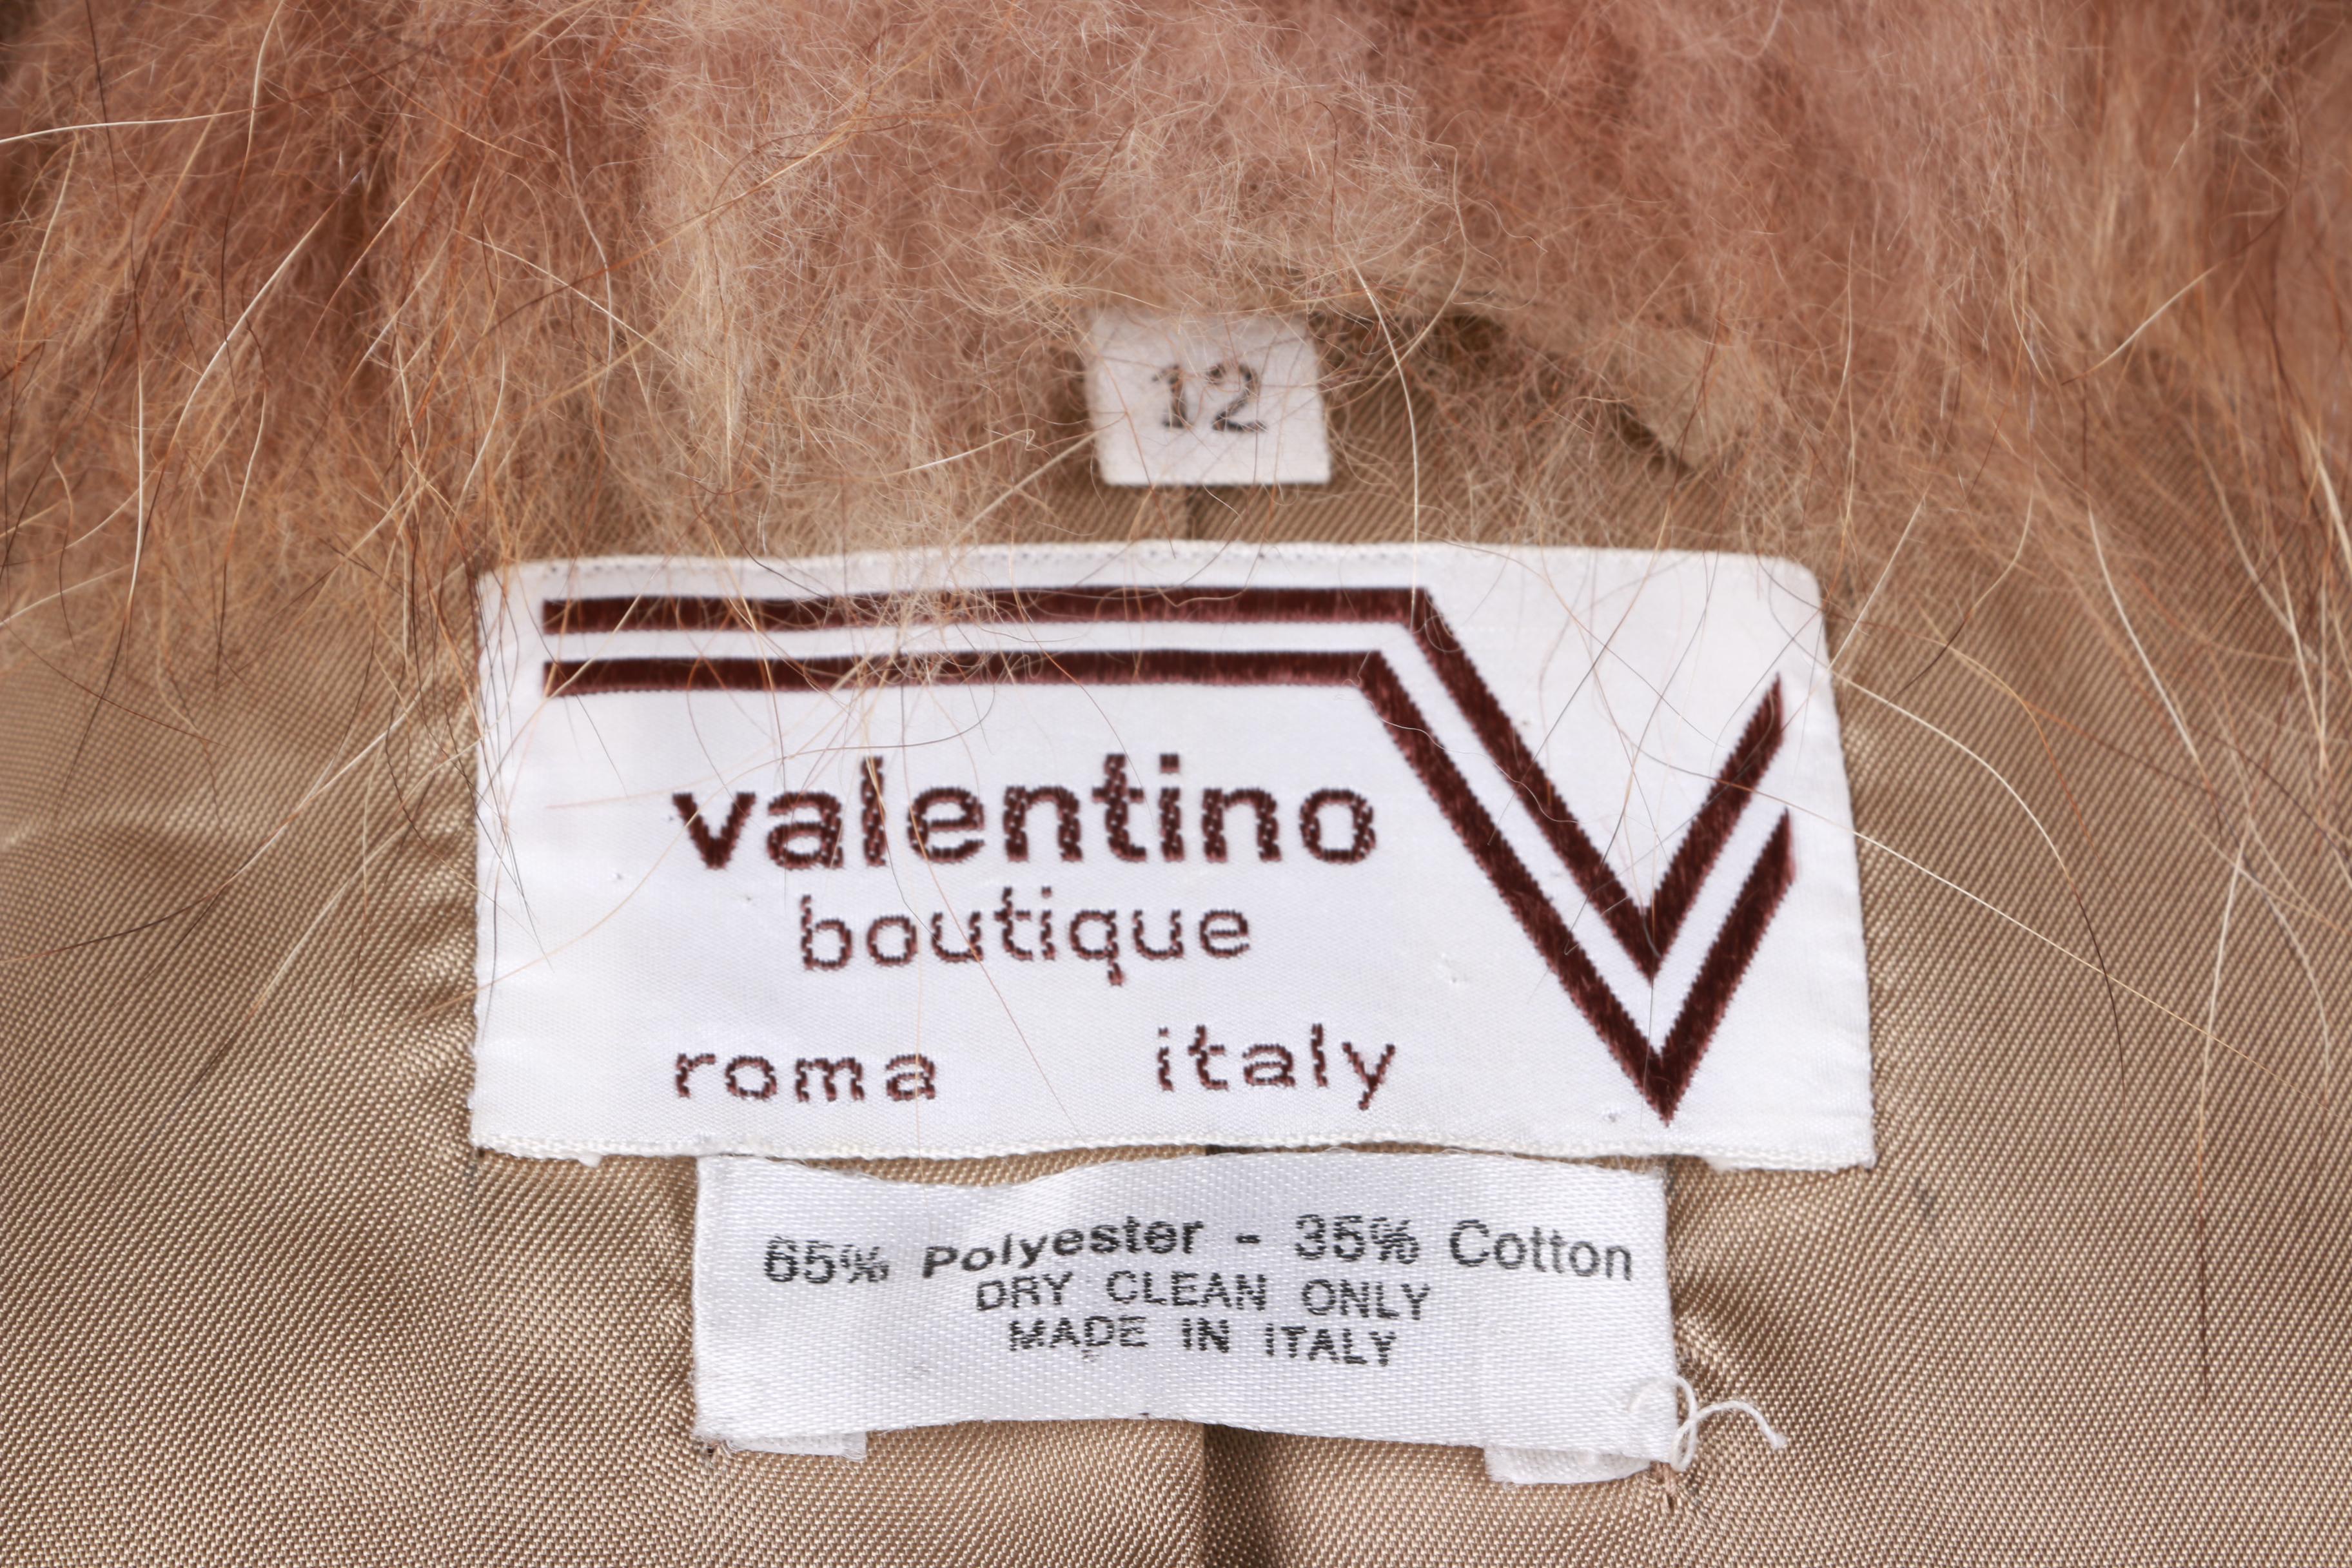 12
valentino
boutique
roma italy
65% Polyester - 35% Cotton
DRY CLEAN ONLY
MADE IN ITALY